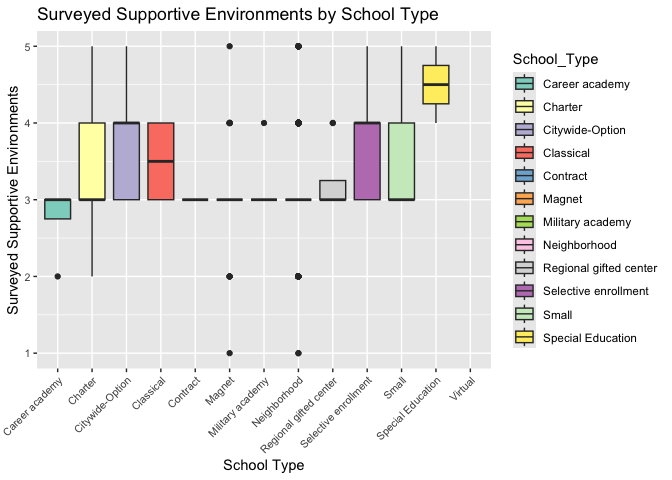 Surveyed Supportive Environments by School Type
Surveyed Supportive Environments
5
4
3
2
1
Career academy
Charter
Citywide-Option
Classical
Contract
Magnet
Military academy
Neighborhood
Regional gifted center
Selective enrollment
Small
Special Education
Virtual
School Type
School_Type
Career academy
Charter
Citywide-Option
Classical
Contract
Magnet
Military academy
Neighborhood
Regional gifted center
Selective enrollment
Small
Special Education